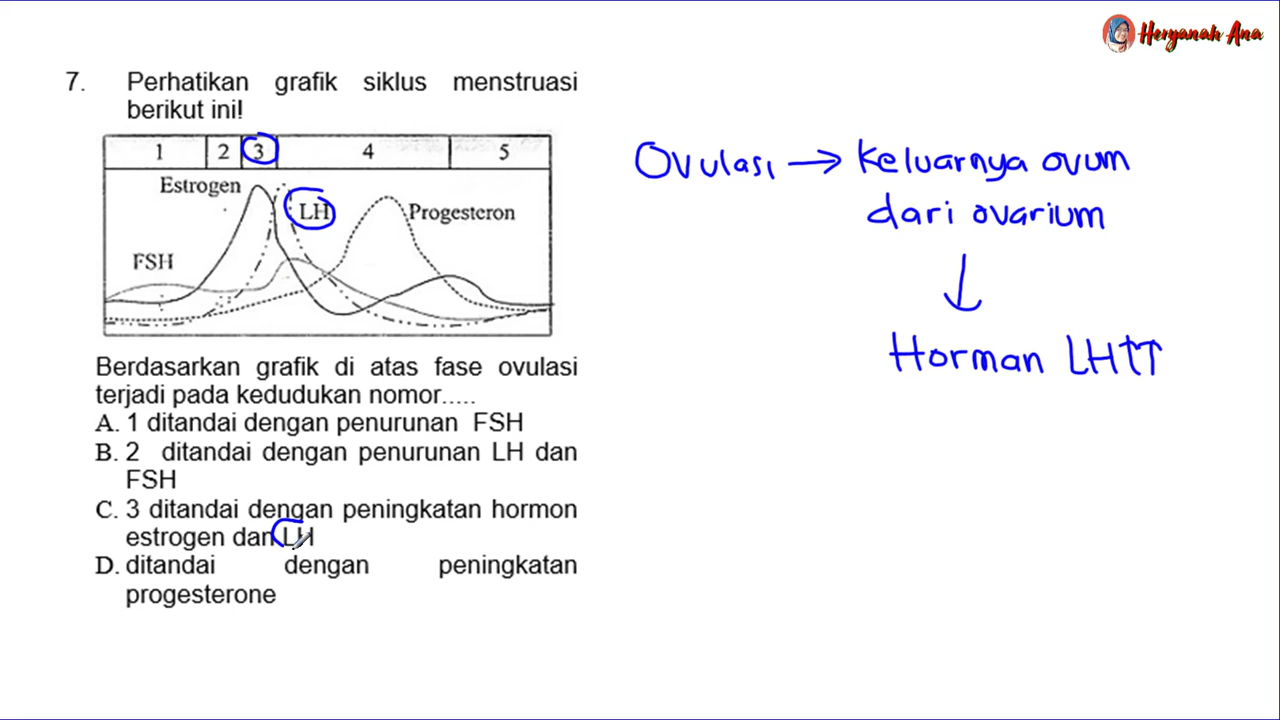 Heryanah Ana
7. Perhatikan grafik siklus menstruasi
berikut ini!
1 2 3 4 5
Estrogen
LH
Progesteron
FSH
Berdasarkan grafik di atas fase ovulasi
terjadi pada kedudukan nomor.....
A. 1 ditandai dengan penurunan FSH
B. 2 ditandai dengan penurunan LH dan
FSH
C. 3 ditandai dengan peningkatan hormon
estrogen dan LH
D. ditandai dengan peningkatan
progesterone
Ovulasi → Keluarnya ovum
dari ovarium
↓
Horman LH↑↑